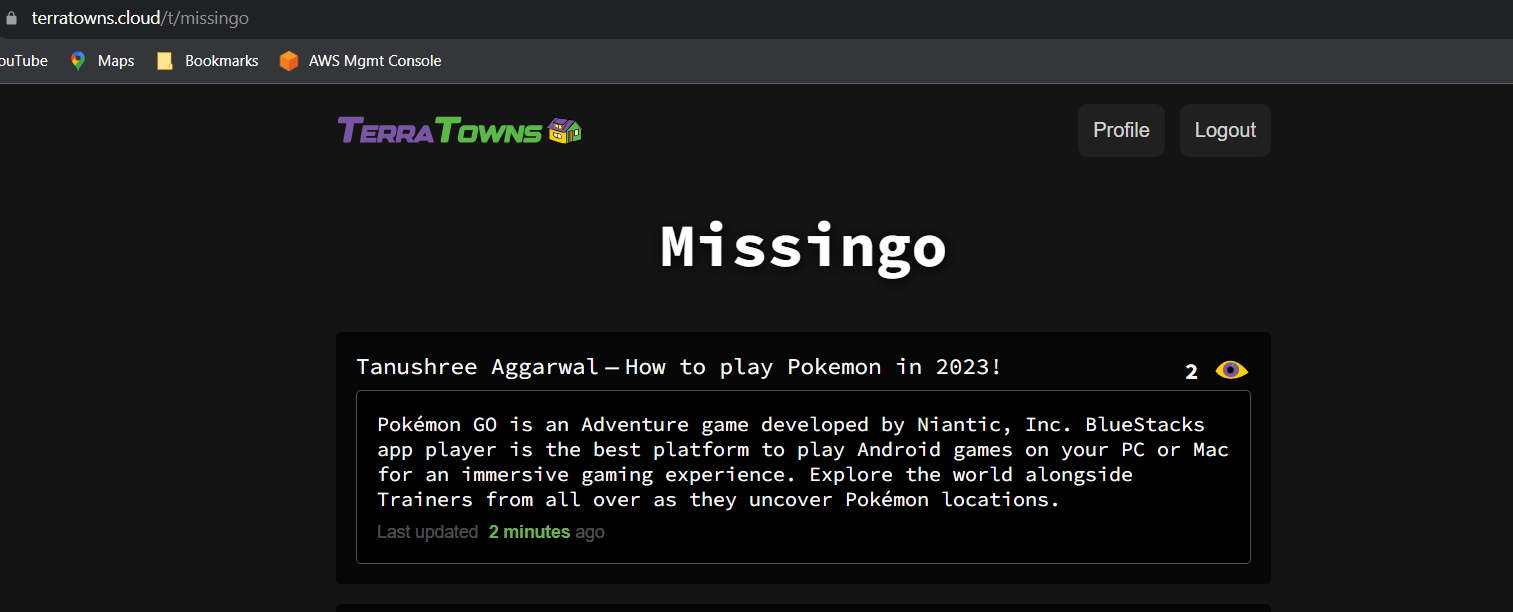 terratowns.cloud/t/missingo
ouTube Maps Bookmarks AWS Mgmt Console
TERRATOWNS Profile Logout
Missingo
Tanushree Aggarwal — How to play Pokemon in 2023! 2
Pokémon GO is an Adventure game developed by Niantic, Inc. BlueStacks
app player is the best platform to play Android games on your PC or Mac
for an immersive gaming experience. Explore the world alongside
Trainers from all over as they uncover Pokémon locations.
Last updated 2 minutes ago